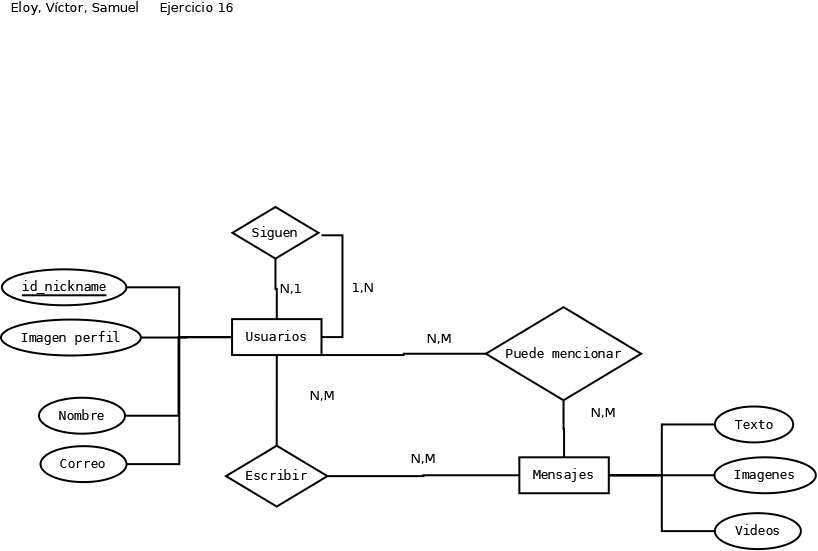 Eloy, Víctor, Samuel Ejercicio 16
Siguen
id_nickname
N,1
1,N
Imagen perfil
Usuarios
N,M
Puede mencionar
N,M
Nombre
N,M
Texto
Correo
N,M
Escribir
Mensajes
Imagenes
Videos